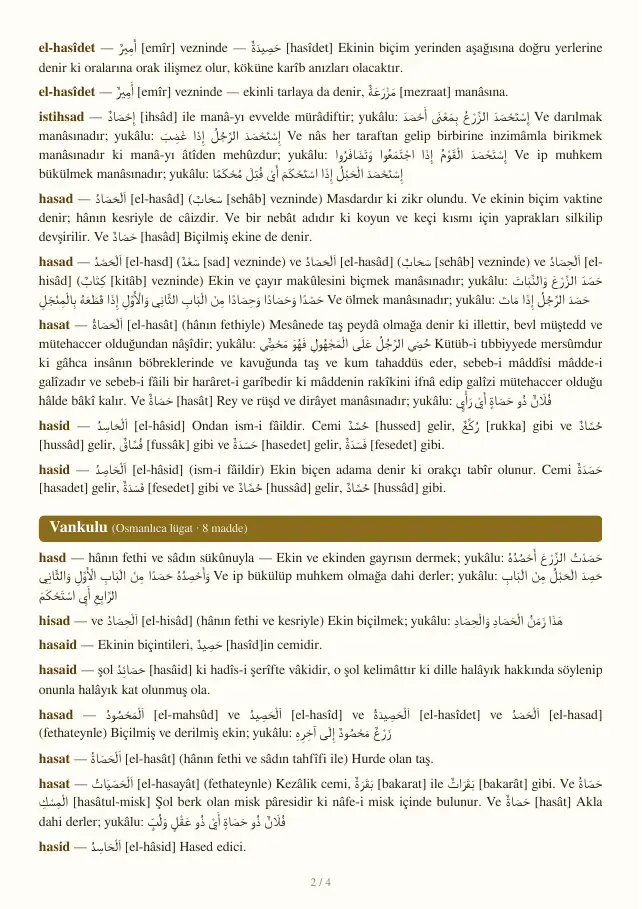 el-hasîdet — أَمِيرٌ [emîr] vezninde — حَصِيدَةٌ [hasîdet] Ekinin biçim yerinden aşağısına doğru yerlerine
denir ki oralarına orak ilişmez olur, köküne karîb anızları olacaktır.
el-hasîdet — أَمِيرٌ [emîr] vezninde — ekinli tarlaya da denir, مَزْرَعَةٌ [mezraat] manâsına.
istihsad — إِحْصَادٌ [ihsâd] ile manâ-yı evvelde mürâdiftir; yukâlu: إِسْتَحْصَدَ الزَّرْعُ بِمَعْنَى أَحْصَدَ Ve darılmak
manâsınadır; yukâlu: إِسْتَحْصَدَ الرَّجُلُ إِذَا غَضِبَ Ve nâs her taraftan gelip birbirine inzimâmla birikmek
manâsınadır ki manâ-yı âtîden mehûzdur; yukâlu: إِسْتَحْصَدَ الْقَوْمُ إِذَا اجْتَمَعُوا وَتَضَافَرُوا Ve ip muhkem
bükülmek manâsınadır; yukâlu: إِسْتَحْصَدَ الْحَبْلُ إِذَا اسْتَحْكَمَ أَيْ فُتِلَ مُحْكَمًا
hasad — اَلْحَصَادُ [el-hasâd] (سَحَابٌ [sehâb] vezninde) Masdardır ki zikr olundu. Ve ekinin biçim vaktine
denir; hânın kesriyle de câizdir. Ve bir nebât adıdır ki koyun ve keçi kısmı için yaprakları silkilip
devşirilir. Ve حَصَادٌ [hasâd] Biçilmiş ekine de denir.
hasad — اَلْحَصْدُ [el-hasd] (سَعْدٌ [sad] vezninde) ve اَلْحَصَادُ [el-hasâd] (سَحَابٌ [sehâb] vezninde) ve اَلْحِصَادُ [el-
hisâd] (كِتَابٌ [kitâb] vezninde) Ekin ve çayır makûlesini biçmek manâsınadır; yukâlu: حَصَدَ الزَّرْعَ وَالنَّبَاتَ
حَصْدًا وَحَصَادًا وَحِصَادًا مِنَ الْبَابِ الثَّانِي وَالْأَوَّلِ إِذَا قَطَعَهُ بِالْمِنْجَلِ Ve ölmek manâsınadır; yukâlu: حَصَدَ الرَّجُلُ إِذَا مَاتَ
hasat — اَلْحَصَاةُ [el-hasât] (hânın fethiyle) Mesânede taş peydâ olmağa denir ki illettir, bevl müştedd ve
mütehaccer olduğundan nâşîdir; yukâlu: حُصِيَ الرَّجُلُ عَلَى الْمَجْهُولِ فَهُوَ مَحْصِيٌّ Kütüb-i tıbbiyyede mersûmdur
ki gâhca insânın böbreklerinde ve kavuğunda taş ve kum tahaddüs eder, sebeb-i mâddîsi mâdde-i
galîzadır ve sebeb-i fâili bir harâret-i garîbedir ki mâddenin rakîkini ifnâ edip galîzi mütehaccer olduğu
hâlde bâkî kalır. Ve حَصَاةٌ [hasât] Rey ve rüşd ve dirâyet manâsınadır; yukâlu: فُلَانٌ ذُو حَصَاةٍ أَيْ رَأْيٍ
hasid — اَلْحَاسِدُ [el-hâsid] Ondan ism-i fâildir. Cemi حُسَّدٌ [hussed] gelir, رُكَّعٌ [rukka] gibi ve حُسَّادٌ
[hussâd] gelir, فُسَّاقٌ [fussâk] gibi ve حَسَدَةٌ [hasedet] gelir, فَسَدَةٌ [fesedet] gibi.
hasid — اَلْحَاصِدُ [el-hâsid] (ism-i fâildir) Ekin biçen adama denir ki orakçı tabîr olunur. Cemi حَصَدَةٌ
[hasadet] gelir, فَسَدَةٌ [fesedet] gibi ve حُصَّادٌ [hussâd] gelir, حُسَّادٌ [hussâd] gibi.
Vankulu (Osmanlıca lügat · 8 madde)
hasd — hânın fethi ve sâdın sükûnuyla — Ekin ve ekinden gayrısın dermek; yukâlu: حَصَدْتُ الزَّرْعَ أَحْصُدُهُ
وَأَحْصِدُهُ حَصْدًا مِنَ الْبَابِ الْأَوَّلِ وَالثَّانِي Ve ip bükülüp muhkem olmağa dahi derler; yukâlu: حَصِدَ الْحَبْلُ مِنَ الْبَابِ
الرَّابِعِ أَيِ اسْتَحْكَمَ
hisad — ve اَلْحِصَادُ [el-hisâd] (hânın fethi ve kesriyle) Ekin biçilmek; yukâlu: هَذَا زَمَنُ الْحَصَادِ وَالْحِصَادِ
hasaid — Ekinin biçintileri, حَصِيدٌ [hasîd]in cemidir.
hasaid — şol حَصَائِدُ [hasâid] ki hadîs-i şerîfte vâkidir, o şol kelimâttır ki dille halâyık hakkında söylenip
onunla halâyık kat olunmuş ola.
hasad — اَلْمَحْصُودُ [el-mahsûd] ve اَلْحَصِيدُ [el-hasîd] ve اَلْحَصِيدَةُ [el-hasîdet] ve اَلْحَصَدُ [el-hasad]
(fethateynle) Biçilmiş ve derilmiş ekin; yukâlu: زَرْعٌ مَحْصُودٌ إِلَى آخِرِهِ
hasat — اَلْحَصَاةُ [el-hasât] (hânın fethi ve sâdın tahfîfi ile) Hurde olan taş.
hasat — اَلْحَصَيَاتُ [el-hasayât] (fethateynle) Kezâlik cemi, بَقَرَةٌ [bakarat] ile بَقَرَاتٌ [bakarât] gibi. Ve حَصَاةُ
الْمِسْكِ [hasâtul-misk] Şol berk olan misk pâresidir ki nâfe-i misk içinde bulunur. Ve حَصَاةٌ [hasât] Akla
dahi derler; yukâlu: فُلَانٌ ذُو حَصَاةٍ أَيْ ذُو عَقْلٍ وَلُبٍّ
hasid — اَلْحَاسِدُ [el-hâsid] Hased edici.
2 / 4